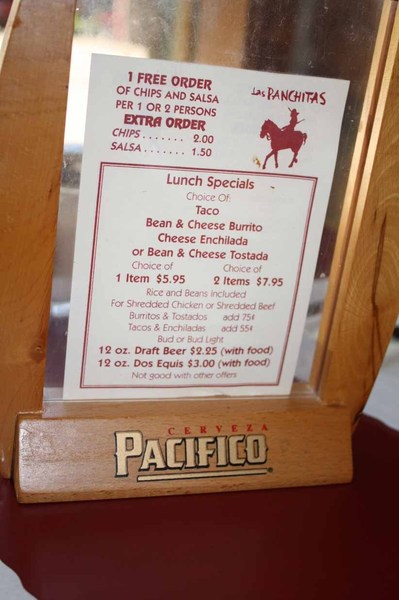 1 FREE ORDER
OF CHIPS AND SALSA
PER 1 OR 2 PERSONS
EXTRA ORDER
CHIPS ....... 2.00
SALSA ....... 1.50
Las PANCHITAS
Lunch Specials
Choice Of:
Taco
Bean & Cheese Burrito
Cheese Enchilada
or Bean & Cheese Tostada
Choice of Choice of
1 Item $5.95 2 Items $7.95
Rice and Beans Included
For Shredded Chicken or Shredded Beef
Burritos & Tostados add 75¢
Tacos & Enchiladas add 55¢
Bud or Bud Light
12 oz. Draft Beer $2.25 (with food)
12 oz. Dos Equis $3.00 (with food)
Not good with other offers
CERVEZA
PACIFICO